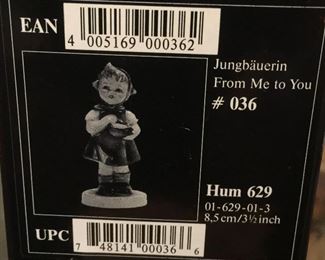 EAN
4 005169 000362
Jungbäuerin
From Me to You
# 036
Hum 629
01-629-01-3
8,5 cm/3½ inch
UPC
7 48141 00036 6